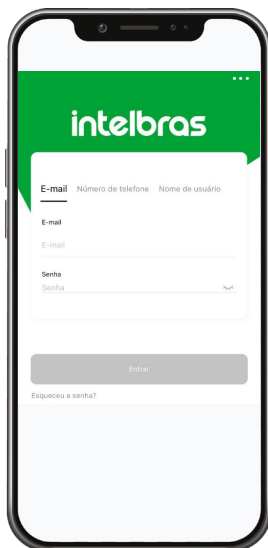 intelbras
E-mail Número de telefone Nome de usuário
E-mail
E-mail
Senha
Senha
Entrar
Esqueceu a senha?